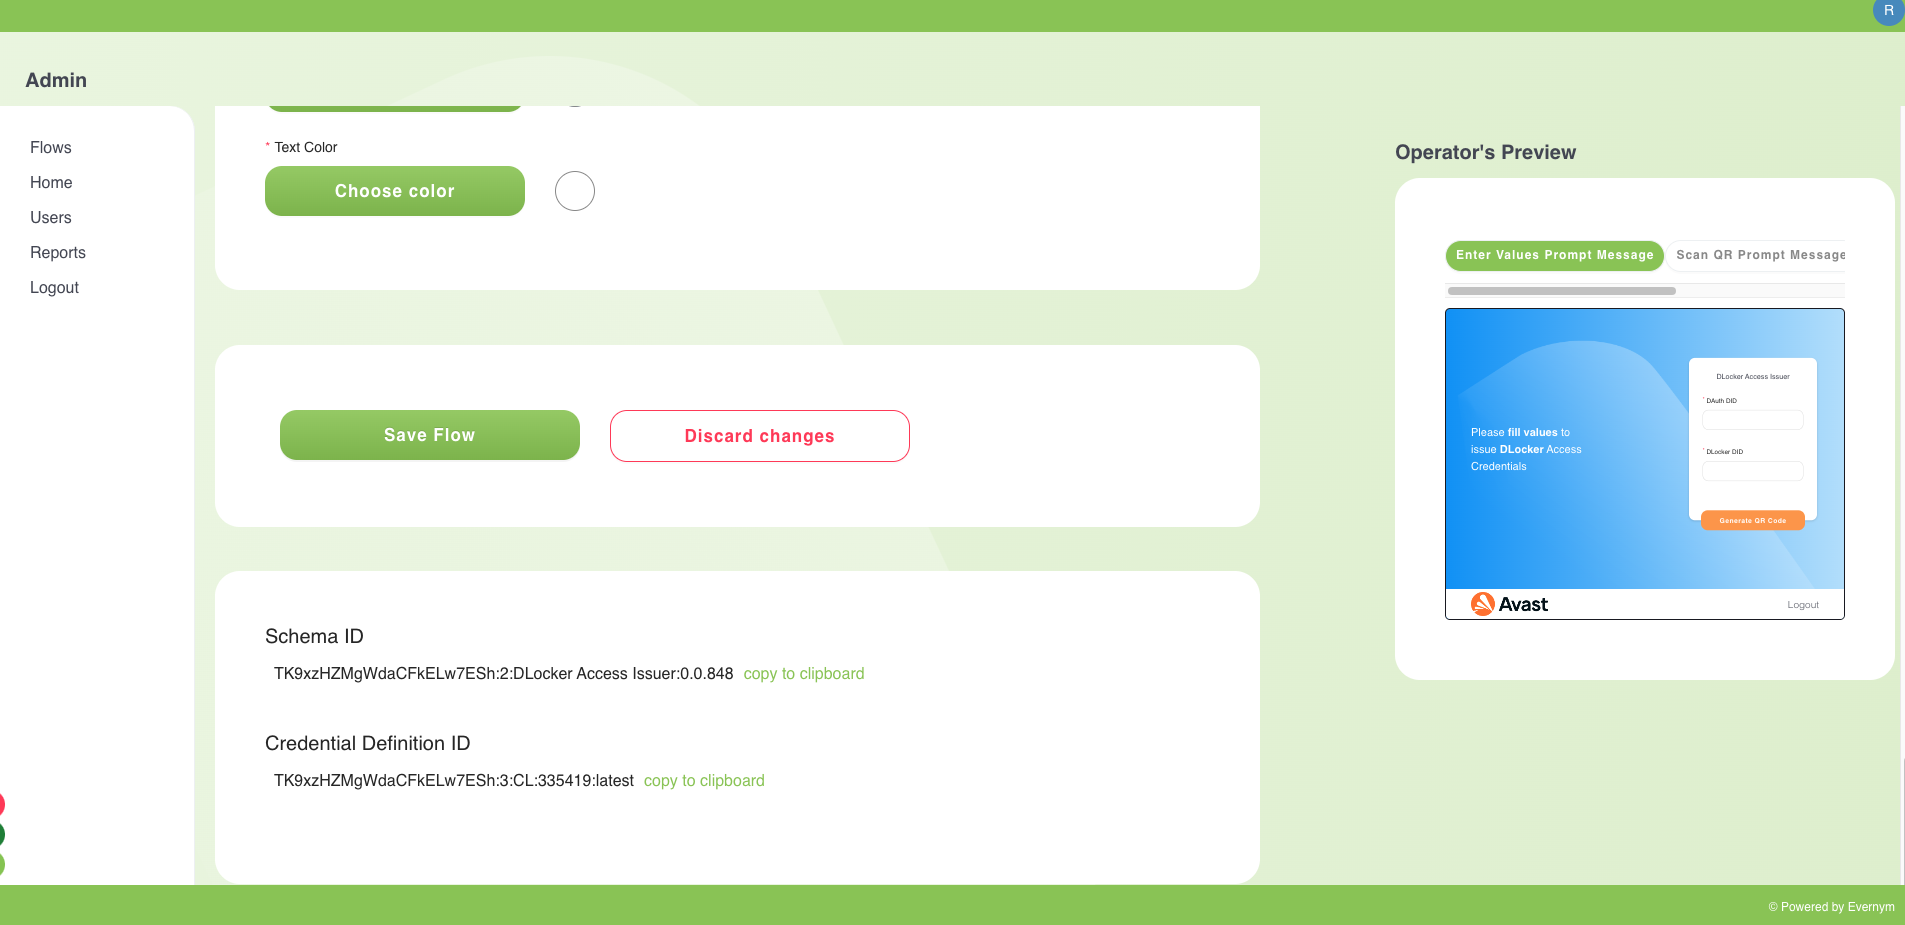 R
Admin
Flows
Home
Users
Reports
Logout
* Text Color
Choose color
Save Flow
Discard changes
Schema ID
TK9xzHZMgWdaCFkELw7ESh:2:DLocker Access Issuer:0.0.848 copy to clipboard
Credential Definition ID
TK9xzHZMgWdaCFkELw7ESh:3:CL:335419:latest copy to clipboard
Operator's Preview
Enter Values Prompt Message
Scan QR Prompt Message
Please fill values to
issue DLocker Access
Credentials
DLocker Access Issuer
* DAuth DID
* DLocker DID
Generate QR Code
Avast
Logout
© Powered by Evernym